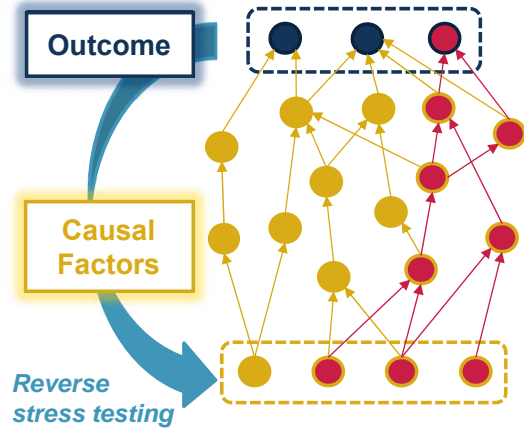 Outcome
Causal
Factors
Reverse
stress testing